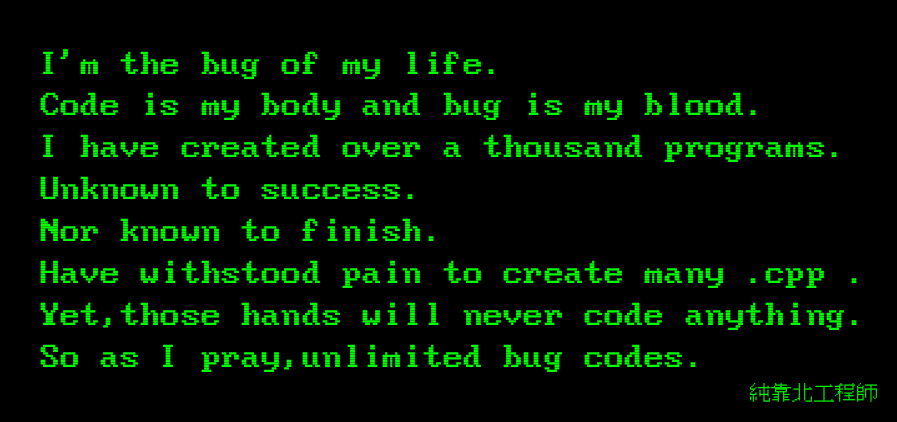 I'm the bug of my life.
Code is my body and bug is my blood.
I have created over a thousand programs.
Unknown to success.
Nor known to finish.
Have withstood pain to create many .cpp .
Yet,those hands will never code anything.
So as I pray,unlimited bug codes.
純靠北工程師